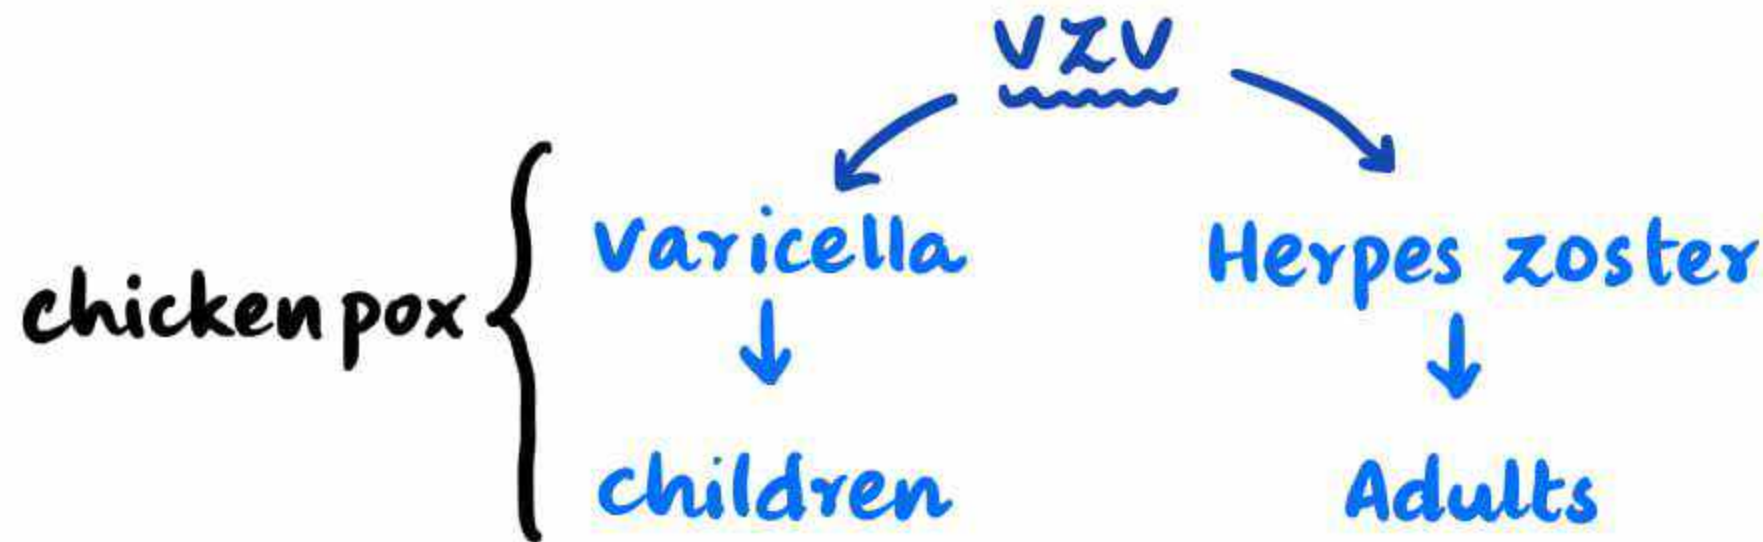 VZV
Varicella
Herpes zoster
chicken pox
children
Adults